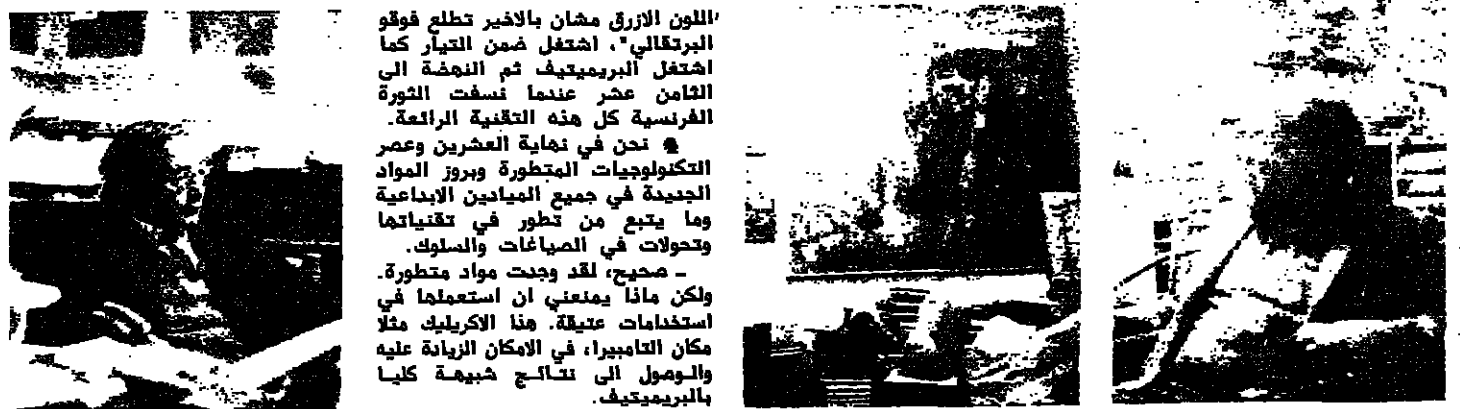 اللون الازرق مشان بالاخير تطلع فوقو
البرتقالي"، اشتغل ضمن التيار كما
اشتغل البريميتيف ثم النهضة الى
الثامن عشر عندما نسفت الثورة
الفرنسية كل هذه التقنية الرائعة.
● نحن في نهاية العشرين وعصر
التكنولوجيات المتطورة وبروز المواد
الجديدة في جميع الميادين الابداعية
وما يتبع من تطور في تقنياتها
وتحولات في الصياغات والسلوك.
ـ صحيح، لقد وجدت مواد متطورة.
ولكن ماذا يمنعني ان استعملها في
استخدامات عتيقة. هذا الاكريليك مثلا
مكان التامبيرا، في الامكان الزيادة عليه
والوصول الى نتائج شبيهة كليا
بالبريميتيف.